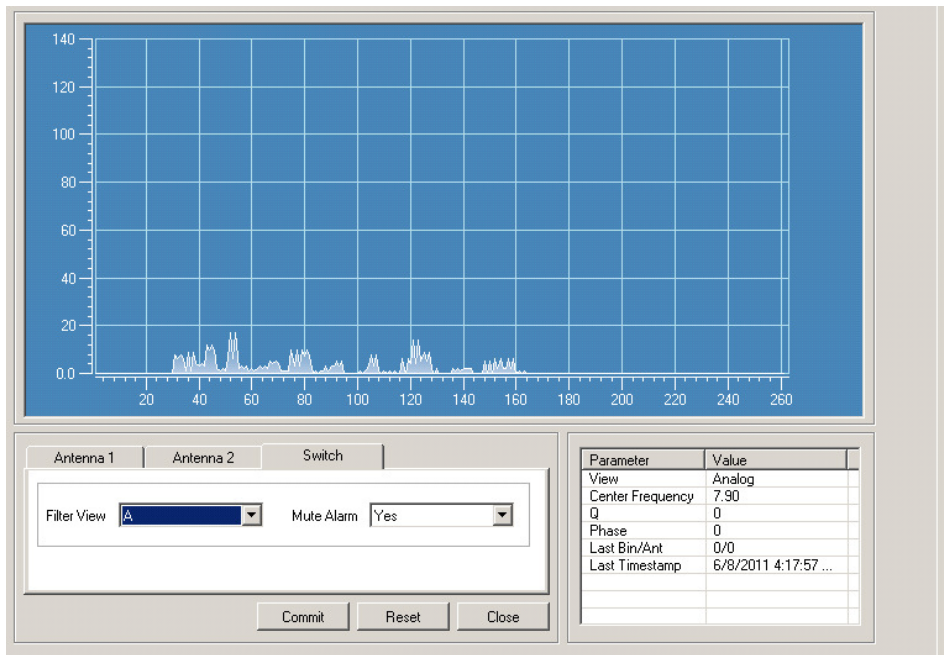 140
120
100
80
60
40
20
0.0
20 40 60 80 100 120 140 160 180 200 220 240 260
Antenna 1 Antenna 2 Switch
Filter View A Mute Alarm Yes
Commit Reset Close
Parameter Value
View Analog
Center Frequency 7.90
Q 0
Phase 0
Last Bin/Ant 0/0
Last Timestamp 6/8/2011 4:17:57 ...